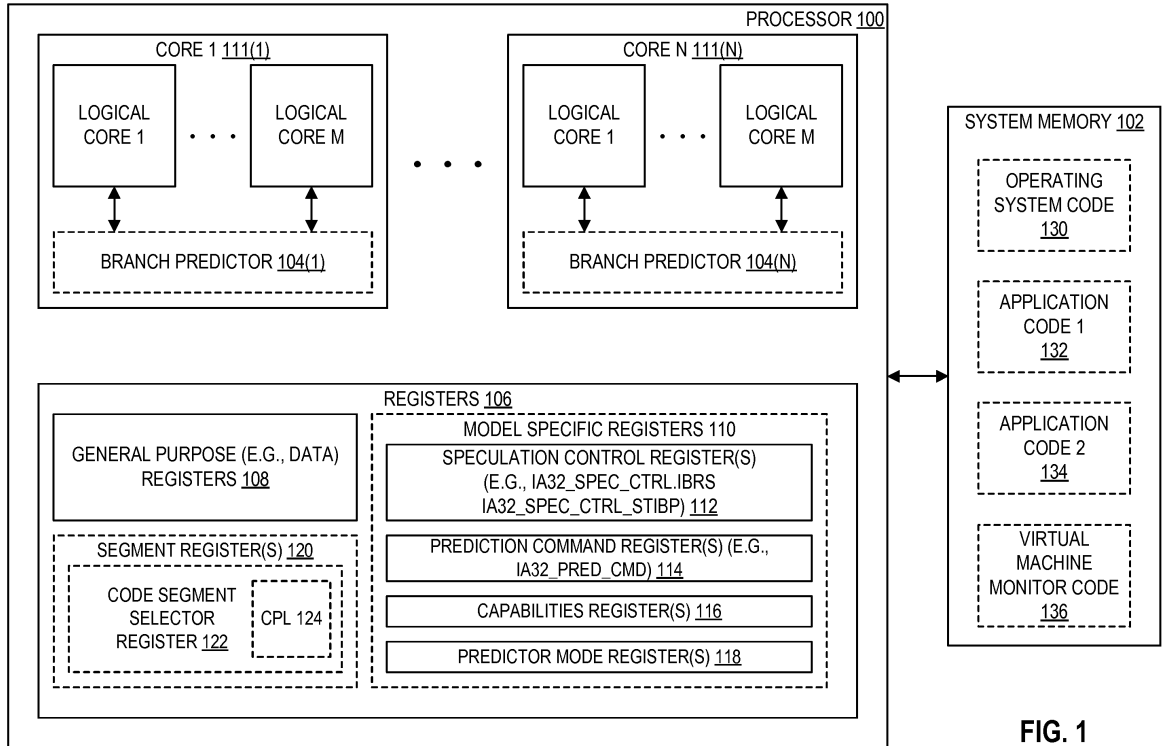 PROCESSOR 100
CORE 1 111(1)
LOGICAL
CORE 1
. . .
LOGICAL
CORE M
BRANCH PREDICTOR 104(1)
. . .
CORE N 111(N)
LOGICAL
CORE 1
. . .
LOGICAL
CORE M
BRANCH PREDICTOR 104(N)
REGISTERS 106
GENERAL PURPOSE (E.G., DATA)
REGISTERS 108
SEGMENT REGISTER(S) 120
CODE SEGMENT
SELECTOR
REGISTER 122
CPL 124
MODEL SPECIFIC REGISTERS 110
SPECULATION CONTROL REGISTER(S)
(E.G., IA32_SPEC_CTRL.IBRS
IA32_SPEC_CTRL_STIBP) 112
PREDICTION COMMAND REGISTER(S) (E.G.,
IA32_PRED_CMD) 114
CAPABILITIES REGISTER(S) 116
PREDICTOR MODE REGISTER(S) 118
SYSTEM MEMORY 102
OPERATING
SYSTEM CODE
130
APPLICATION
CODE 1
132
APPLICATION
CODE 2
134
VIRTUAL
MACHINE
MONITOR CODE
136
FIG. 1